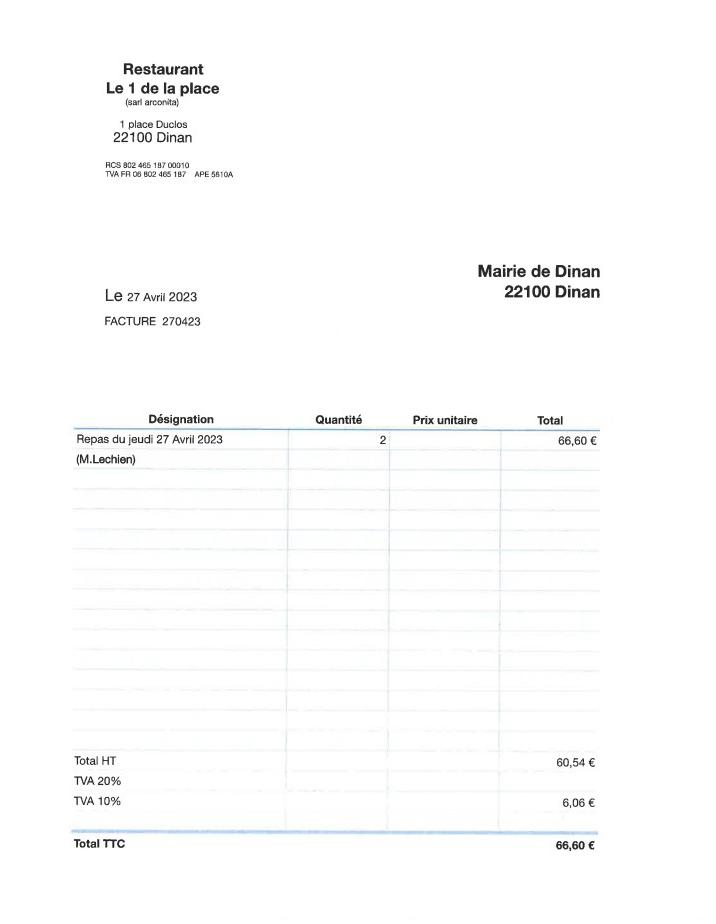 Restaurant
Le 1 de la place
(sarl arconita)
1 place Duclos
22100 Dinan
RCS 802 465 187 00010
TVA FR 06 802 465 187 APE 5610A
Mairie de Dinan
22100 Dinan
Le 27 Avril 2023
FACTURE 270423
Désignation Quantité Prix unitaire Total
Repas du jeudi 27 Avril 2023 2 66,60 €
(M.Lechien)
Total HT 60,54 €
TVA 20%
TVA 10% 6,06 €
Total TTC 66,60 €